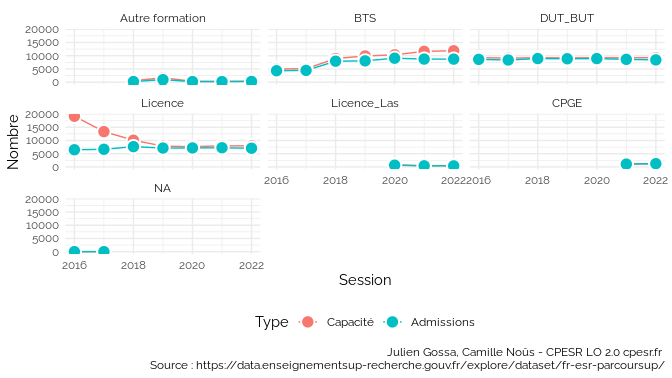 Autre formation
BTS
DUT_BUT
20000
15000
10000
5000
0
Licence
Licence_Las
CPGE
20000
15000
10000
5000
0
2016 2018 2020 2022
2016 2018 2020 2022
NA
20000
15000
10000
5000
0
2016 2018 2020 2022
Nombre
Session
Type Capacité Admissions
Julien Gossa, Camille Noûs - CPESR LO 2.0 cpesr.fr
Source : https://data.enseignementsup-recherche.gouv.fr/explore/dataset/fr-esr-parcoursup/